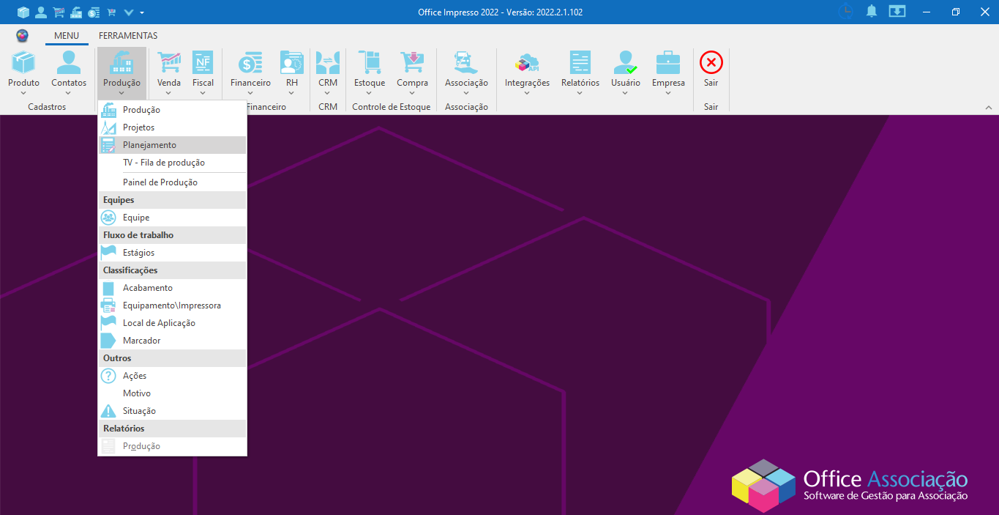 Office Impresso 2022 - Versão: 2022.2.1.102
MENU FERRAMENTAS
Produto Contatos Produção Venda Fiscal Financeiro RH CRM Estoque Compra Associação Integrações Relatórios Usuário Empresa Sair
Cadastros Financeiro CRM Controle de Estoque Associação Sair
NF
API
Produção
Projetos
Planejamento
TV - Fila de produção
Painel de Produção
Equipes
Equipe
Fluxo de trabalho
Estágios
Classificações
Acabamento
Equipamento\Impressora
Local de Aplicação
Marcador
Outros
Ações
Motivo
Situação
Relatórios
Produção
Office Associação
Software de Gestão para Associação